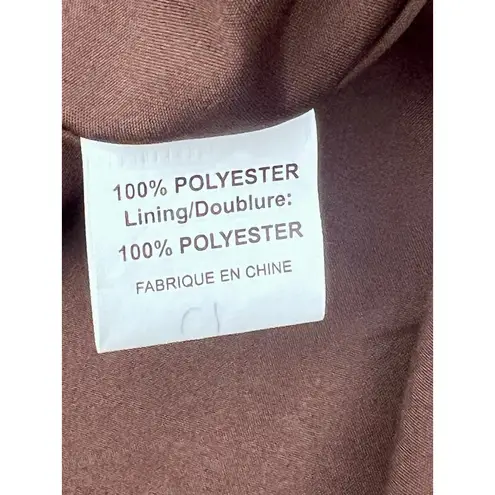 100% POLYESTER
Lining/Doublure:
100% POLYESTER
FABRIQUE EN CHINE